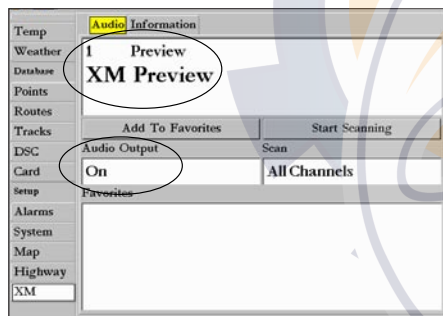 Temp
Weather
Database
Points
Routes
Tracks
DSC
Card
Setup
Alarms
System
Map
Highway
XM
Audio Information
1 Preview
XM Preview
Add To Favorites Start Scanning
Audio Output Scan
On All Channels
Favorites